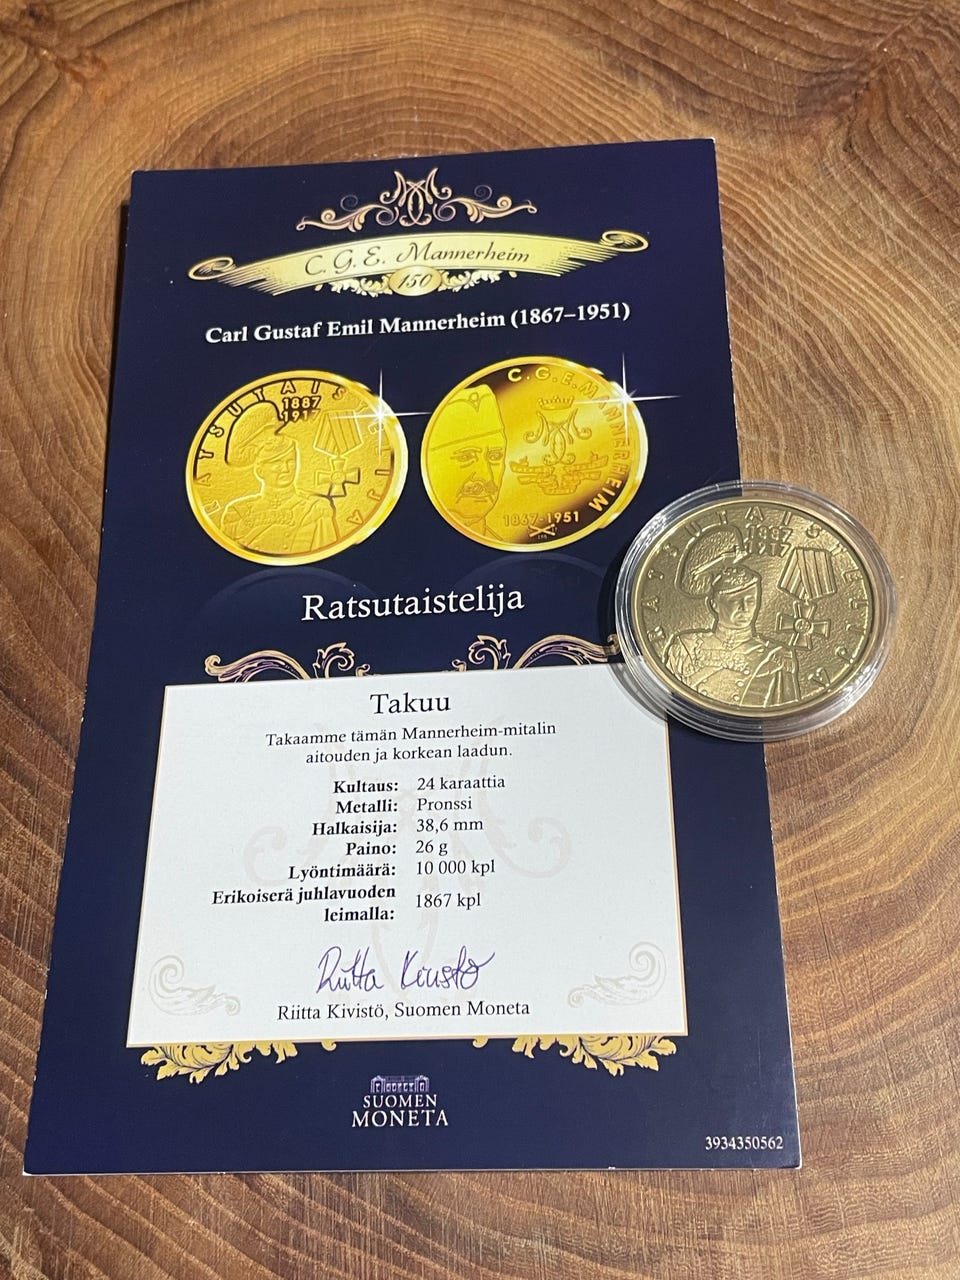 C. G. E. Mannerheim
150
Carl Gustaf Emil Mannerheim (1867–1951)
RATSUTAISTELIJA
1887
1917
C.G.E. MANNERHEIM
1867-1951
RATSUTAISTELIJA
1887
1917
Ratsutaistelija
Takuu
Takaamme tämän Mannerheim-mitalin
aitouden ja korkean laadun.
Kultaus: 24 karaattia
Metalli: Pronssi
Halkaisija: 38,6 mm
Paino: 26 g
Lyöntimäärä: 10 000 kpl
Erikoiserä juhlavuoden
leimalla: 1867 kpl
Riitta Kivistö
Riitta Kivistö, Suomen Moneta
SUOMEN
MONETA
3934350562